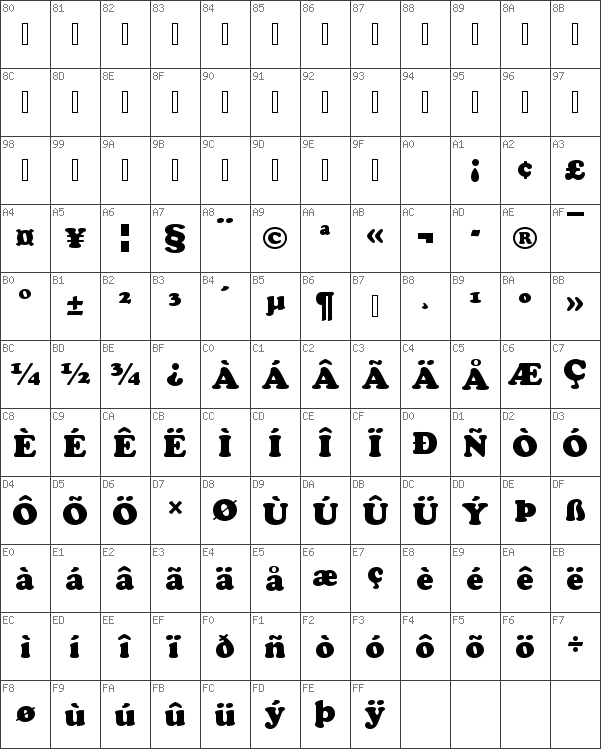 80 81 82 83 84 85 86 87 88 89 8A 8B
8C 8D 8E 8F 90 91 92 93 94 95 96 97
98 99 9A 9B 9C 9D 9E 9F A0 A1 A2 A3
¡ ¢ £
A4 A5 A6 A7 A8 A9 AA AB AC AD AE AF
¤ ¥ ¦ § ¨ © ª « ¬ - ® ¯
B0 B1 B2 B3 B4 B5 B6 B7 B8 B9 BA BB
° ± ² ³ ´ µ ¶ ¸ ¹ º »
BC BD BE BF C0 C1 C2 C3 C4 C5 C6 C7
¼ ½ ¾ ¿ À Á Â Ã Ä Å Æ Ç
C8 C9 CA CB CC CD CE CF D0 D1 D2 D3
È É Ê Ë Ì Í Î Ï Ð Ñ Ò Ó
D4 D5 D6 D7 D8 D9 DA DB DC DD DE DF
Ô Õ Ö × Ø Ù Ú Û Ü Ý Þ ß
E0 E1 E2 E3 E4 E5 E6 E7 E8 E9 EA EB
à á â ã ä å æ ç è é ê ë
EC ED EE EF F0 F1 F2 F3 F4 F5 F6 F7
ì í î ï ð ñ ò ó ô õ ö ÷
F8 F9 FA FB FC FD FE FF
ø ù ú û ü ý þ ÿ